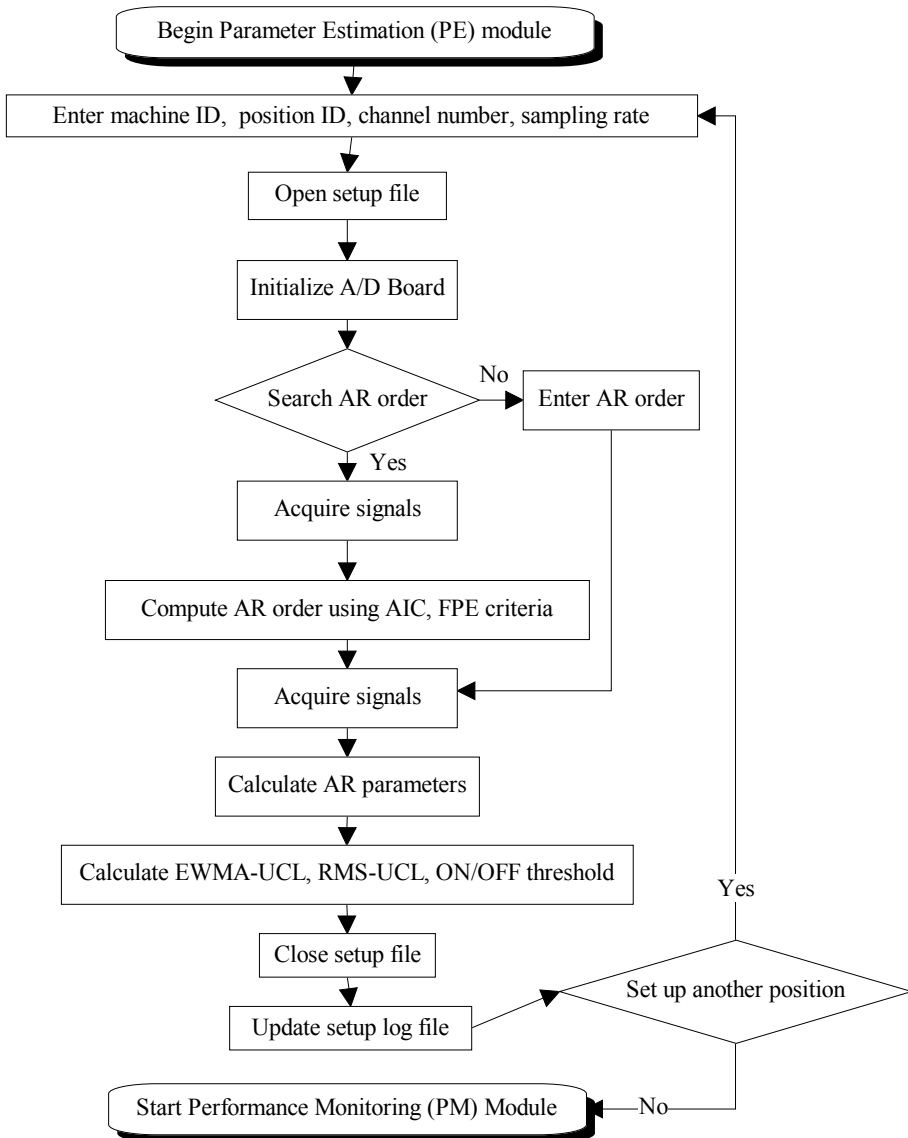 Begin Parameter Estimation (PE) module
Enter machine ID, position ID, channel number, sampling rate
Open setup file
Initialize A/D Board
Search AR order
No
Enter AR order
Yes
Acquire signals
Compute AR order using AIC, FPE criteria
Acquire signals
Calculate AR parameters
Calculate EWMA-UCL, RMS-UCL, ON/OFF threshold
Yes
Close setup file
Set up another position
Update setup log file
Start Performance Monitoring (PM) Module
No